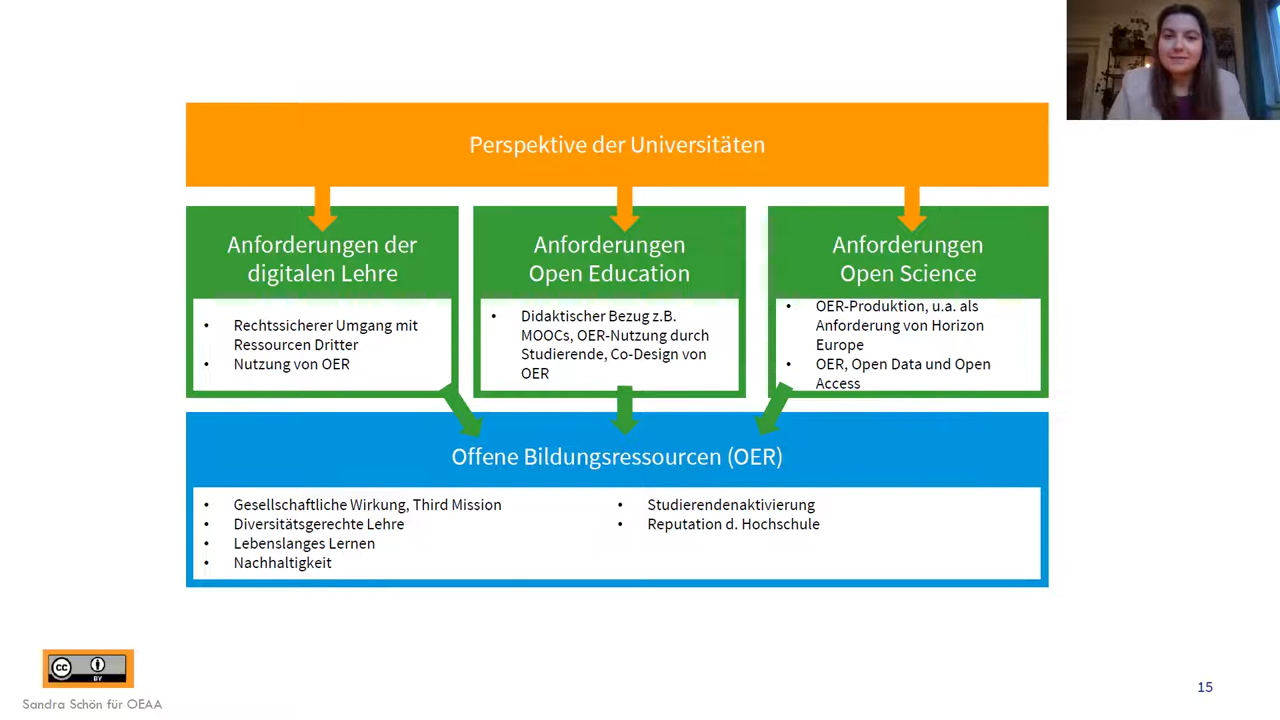 Perspektive der Universitäten
Anforderungen der
digitalen Lehre
• Rechtssicherer Umgang mit
Ressourcen Dritter
• Nutzung von OER
Anforderungen
Open Education
• Didaktischer Bezug z.B.
MOOCs, OER-Nutzung durch
Studierende, Co-Design von
OER
Anforderungen
Open Science
• OER-Produktion, u.a. als
Anforderung von Horizon
Europe
• OER, Open Data und Open
Access
Offene Bildungsressourcen (OER)
• Gesellschaftliche Wirkung, Third Mission
• Diversitätsgerechte Lehre
• Lebenslanges Lernen
• Nachhaltigkeit
• Studierendenaktivierung
• Reputation d. Hochschule
cc
BY
Sandra Schön für OEAA
15